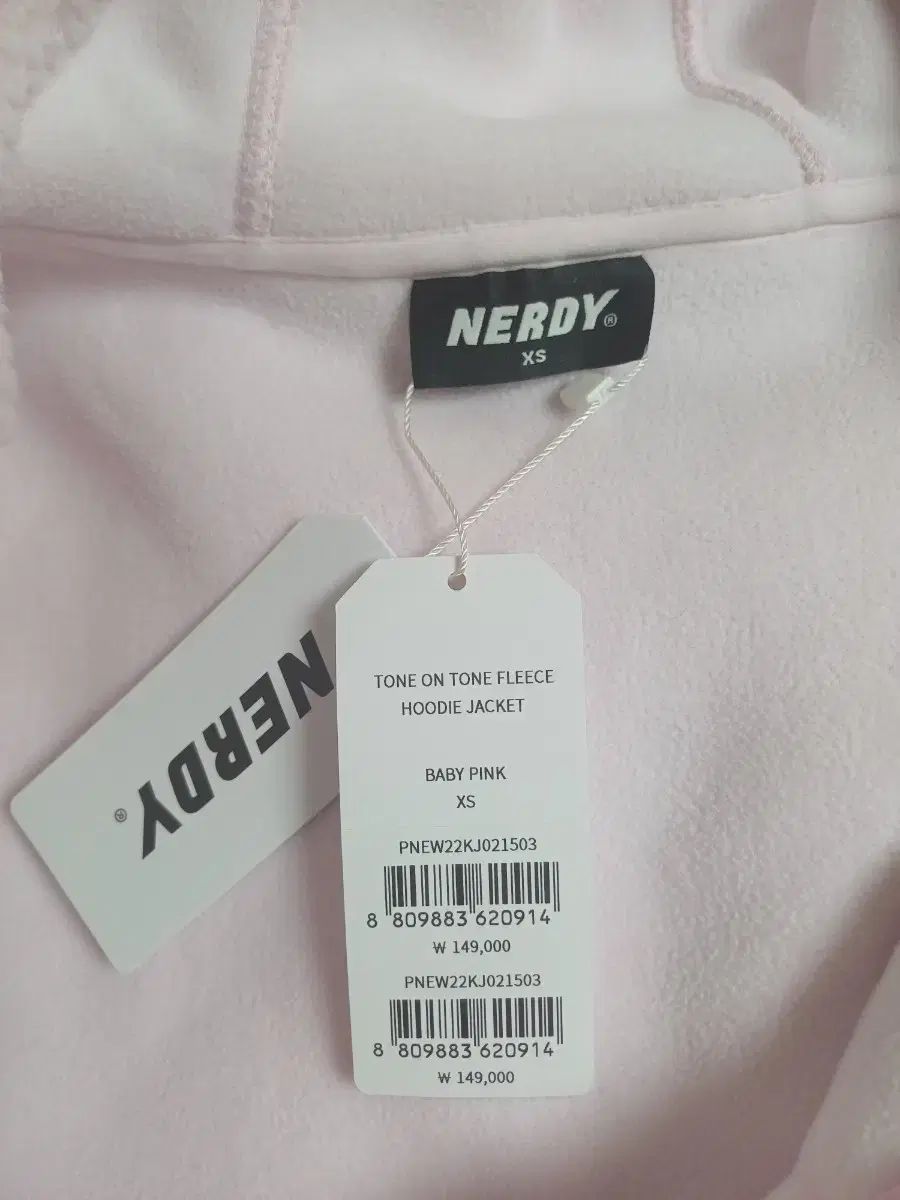 NERDY®
XS
NERDY®
TONE ON TONE FLEECE
HOODIE JACKET
BABY PINK
XS
PNEW22KJ021503
8 809883 620914
₩ 149,000
PNEW22KJ021503
8 809883 620914
₩ 149,000